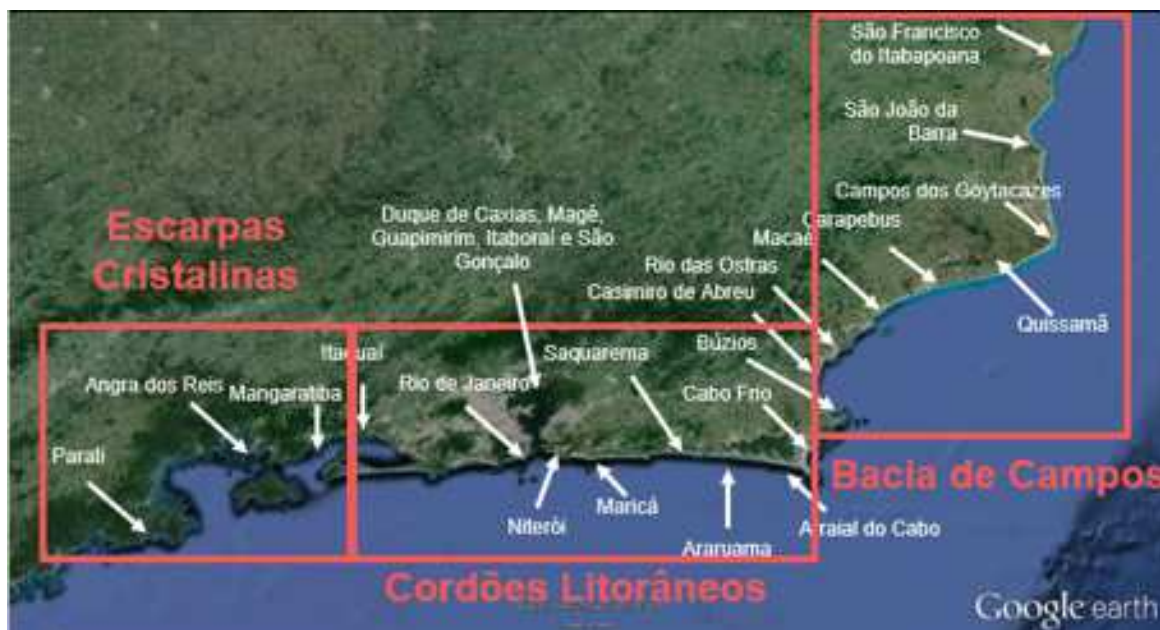 São Francisco
do Itabapoana
São João da
Barra
Campos dos Goytacazes
Carapebus
Macaé
Quissamã
Rio das Ostras
Casimiro de Abreu
Búzios
Cabo Frio
Duque de Caxias, Magé,
Guapimirim, Itaboraí e São
Gonçalo
Escarpas
Cristalinas
Itaguaí
Saquarema
Rio de Janeiro
Angra dos Reis
Mangaratiba
Parati
Bacia de Campos
Maricá
Niterói
Araruama
Arraial do Cabo
Cordões Litorâneos
Google earth